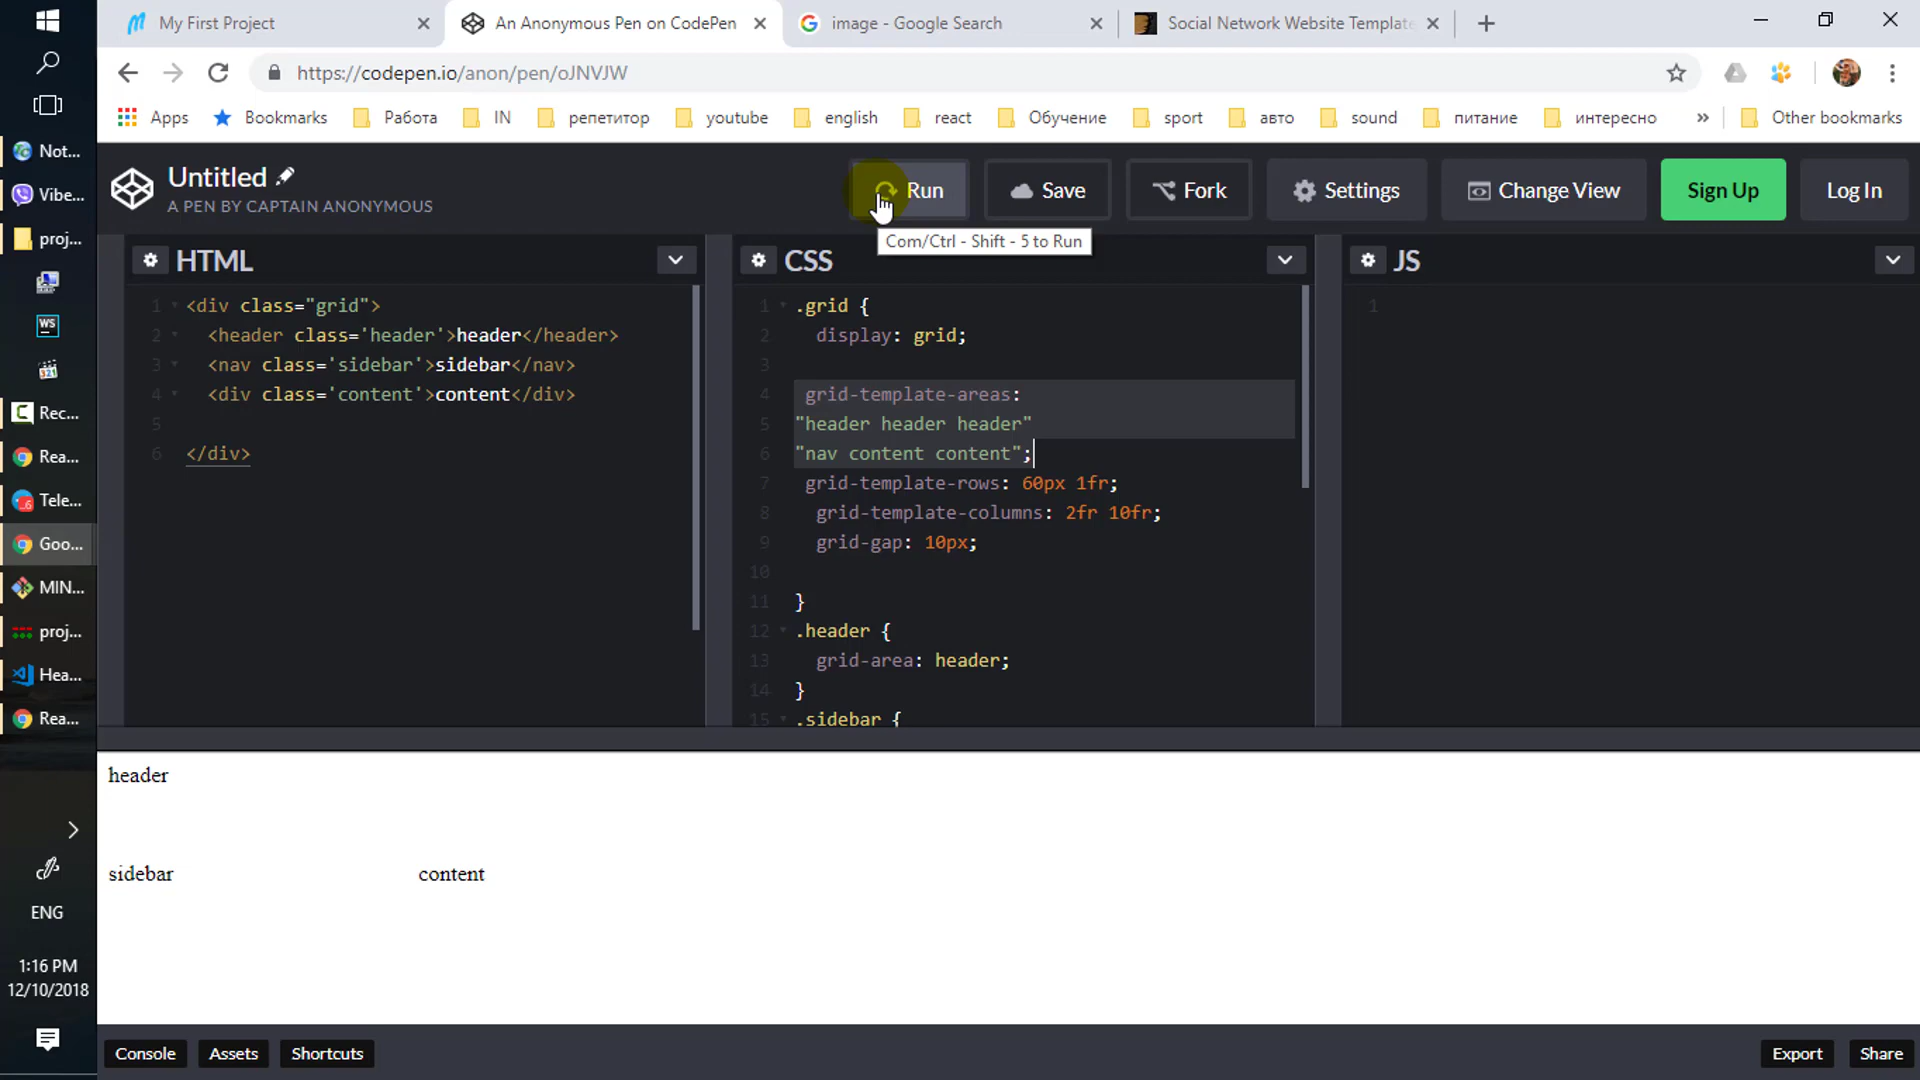 My First Project
An Anonymous Pen on CodePen
image - Google Search
Social Network Website Template
https://codepen.io/anon/pen/oJNVJW
Apps
Bookmarks
Работа
IN
репетитор
youtube
english
react
Обучение
sport
авто
sound
питание
интересно
»
Other bookmarks
Not...
Vibe...
proj...
WS
321
Rec...
Rea...
Tele...
Goo...
MIN...
proj...
Hea...
Rea...
ENG
1:16 PM
12/10/2018
Untitled
A PEN BY CAPTAIN ANONYMOUS
Run
Save
Fork
Settings
Change View
Sign Up
Log In
Com/Ctrl - Shift - 5 to Run
HTML
1 <div class="grid">
2 <header class='header'>header</header>
3 <nav class='sidebar'>sidebar</nav>
4 <div class='content'>content</div>
5
6 </div>
CSS
1 .grid {
2 display: grid;
3
4 grid-template-areas:
5 "header header header"
6 "nav content content";
7 grid-template-rows: 60px 1fr;
8 grid-template-columns: 2fr 10fr;
9 grid-gap: 10px;
10
11 }
12 .header {
13 grid-area: header;
14 }
15 .sidebar {
JS
1
header
sidebar content
Console
Assets
Shortcuts
Export
Share